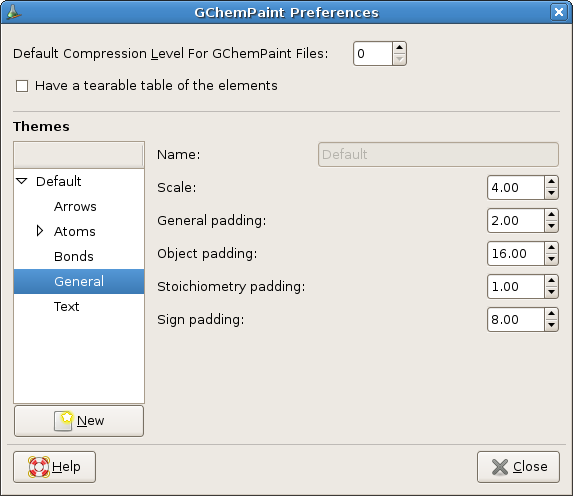 GChemPaint Preferences
Default Compression Level For GChemPaint Files: 0
Have a tearable table of the elements
Themes
Name: Default
Default
Scale: 4.00
Arrows
General padding: 2.00
Atoms
Object padding: 16.00
Bonds
General
Stoichiometry padding: 1.00
Text
Sign padding: 8.00
New
Help
Close